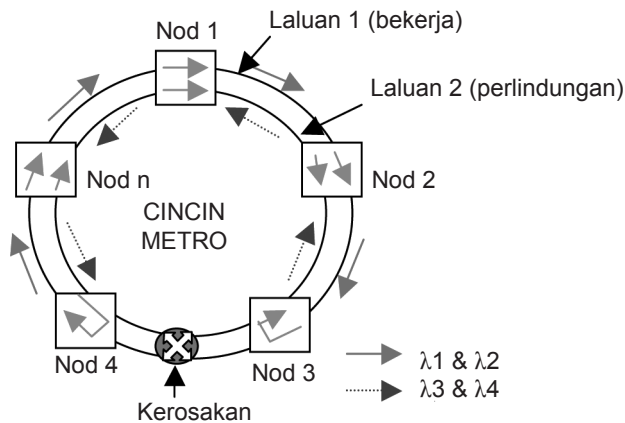 Nod 1
Laluan 1 (bekerja)
Laluan 2 (perlindungan)
Nod n
Nod 2
CINCIN
METRO
Nod 4
Nod 3
λ1 & λ2
λ3 & λ4
Kerosakan